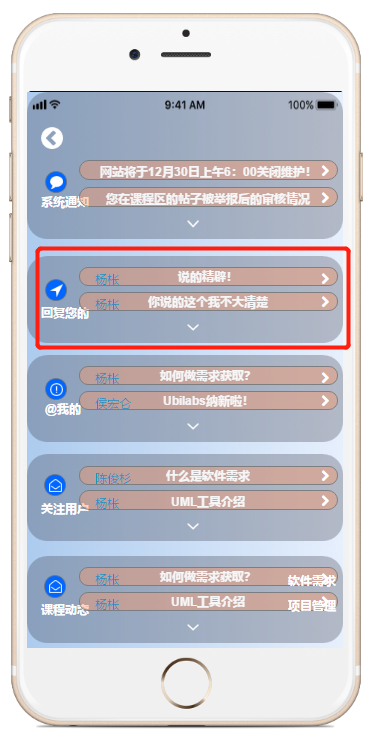 9:41 AM 100%
网站将于12月30日上午6：00关闭维护！
系统通知
您在课程区的帖子被举报后的审核情况
杨枨 说的精辟！
回复您的
杨枨 你说的这个我不大清楚
杨枨 如何做需求获取？
@我的
侯宏仑 Ubilabs纳新啦！
陈俊杉 什么是软件需求
关注用户
杨枨 UML工具介绍
杨枨 如何做需求获取？ 软件需求
课程动态
杨枨 UML工具介绍 项目管理